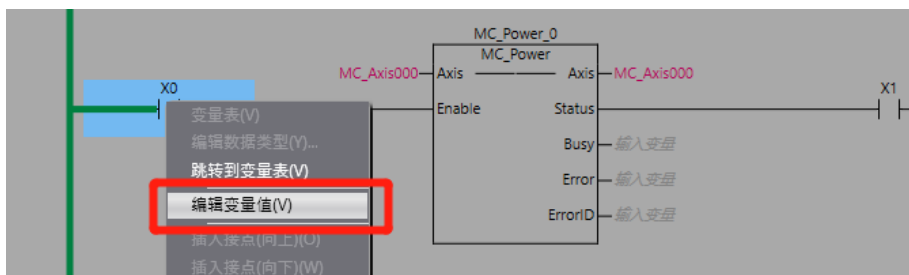 MC_Power_0
MC_Power
MC_Axis000 Axis Axis MC_Axis000
X0
X1
Enable Status
Busy 输入变量
Error 输入变量
ErrorID 输入变量
变量表(V)
编辑数据类型(Y)...
跳转到变量表(V)
编辑变量值(V)
插入接点(向上)(O)
插入接点(向下)(W)